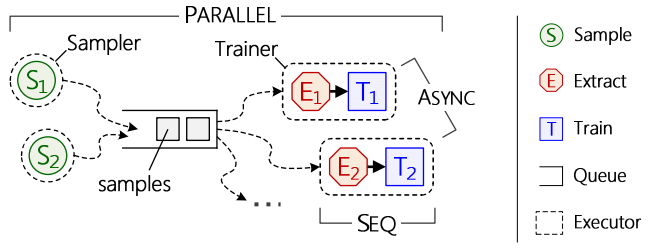 PARALLEL
Sampler
Trainer
S1
E1
T1
ASYNC
S2
samples
E2
T2
...
SEQ
S Sample
E Extract
T Train
Queue
Executor